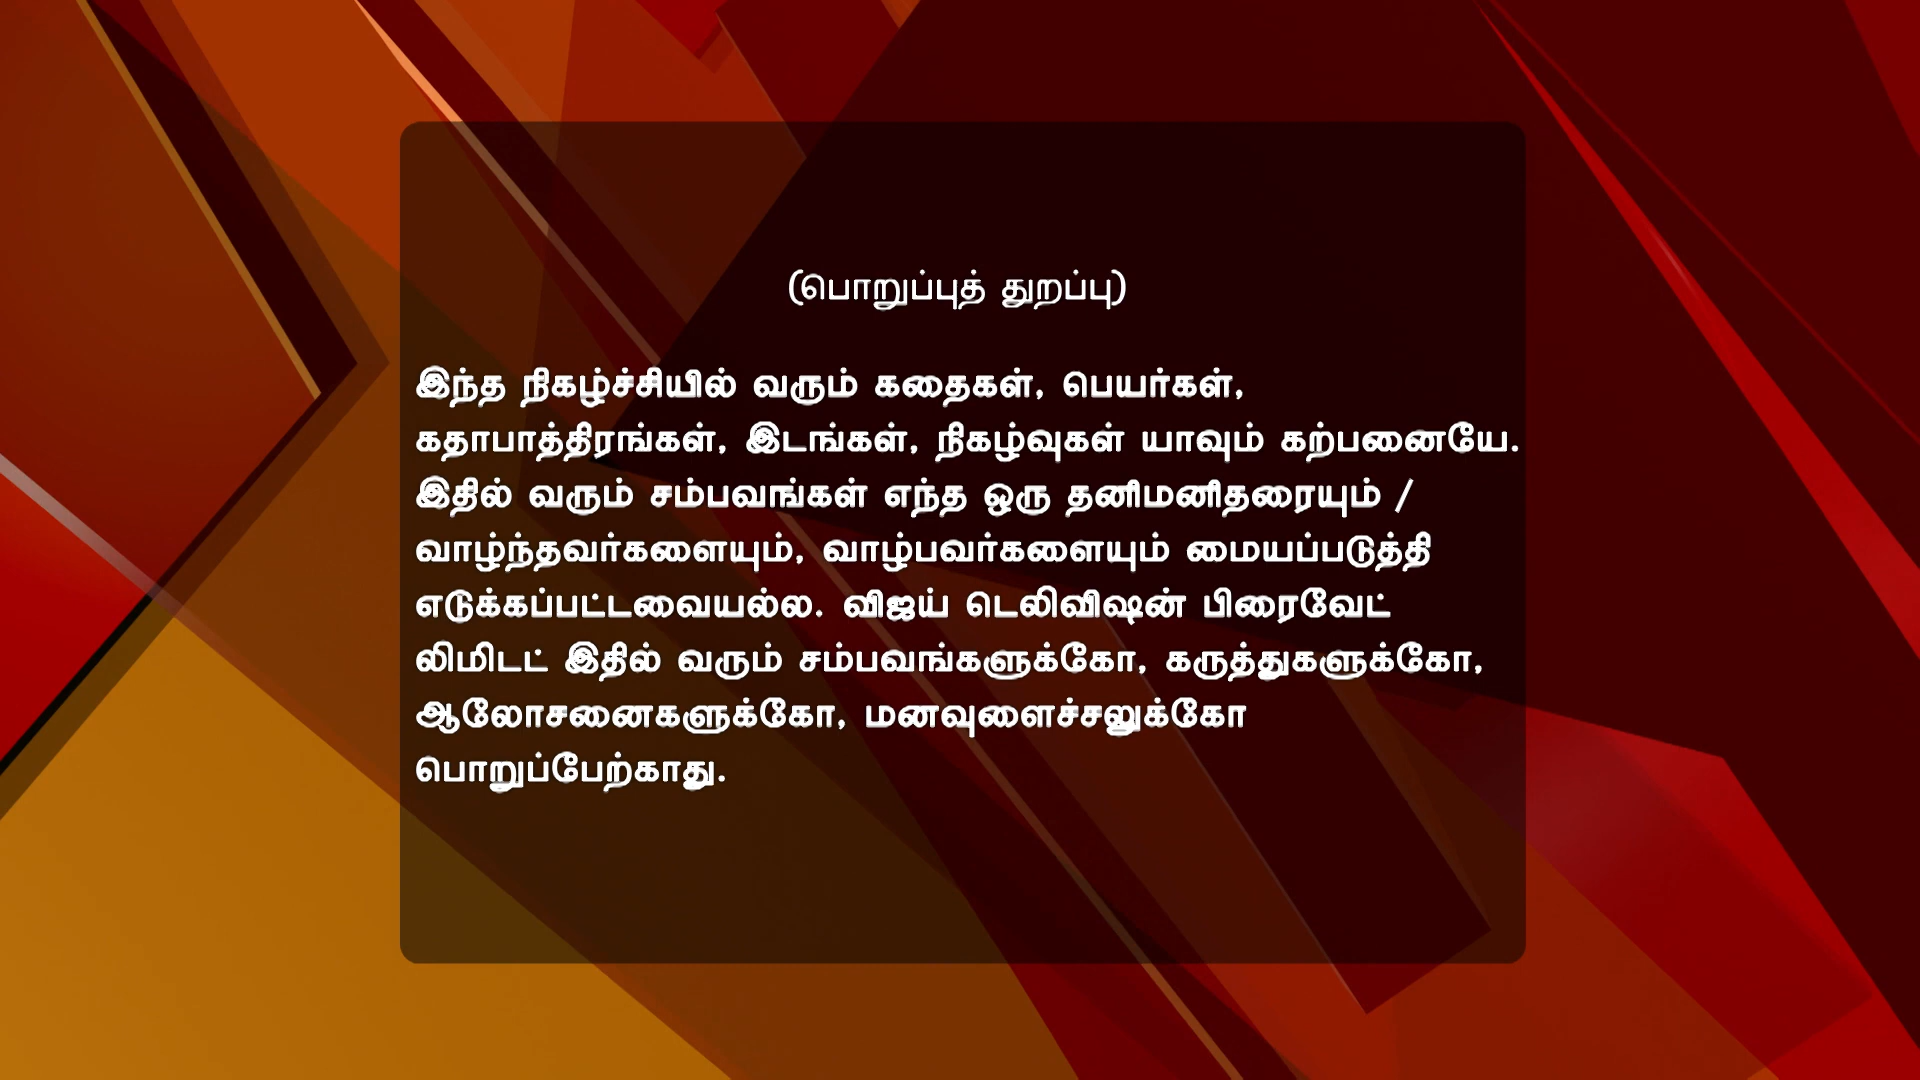 (பொறுப்புத் துறப்பு)
இந்த நிகழ்ச்சியில் வரும் கதைகள், பெயர்கள்,
கதாபாத்திரங்கள், இடங்கள், நிகழ்வுகள் யாவும் கற்பனையே.
இதில் வரும் சம்பவங்கள் எந்த ஒரு தனிமனிதரையும் /
வாழ்ந்தவர்களையும், வாழ்பவர்களையும் மையப்படுத்தி
எடுக்கப்பட்டவையல்ல. விஜய் டெலிவிஷன் பிரைவேட்
லிமிடட் இதில் வரும் சம்பவங்களுக்கோ, கருத்துகளுக்கோ,
ஆலோசனைகளுக்கோ, மனவுளைச்சலுக்கோ
பொறுப்பேற்காது.